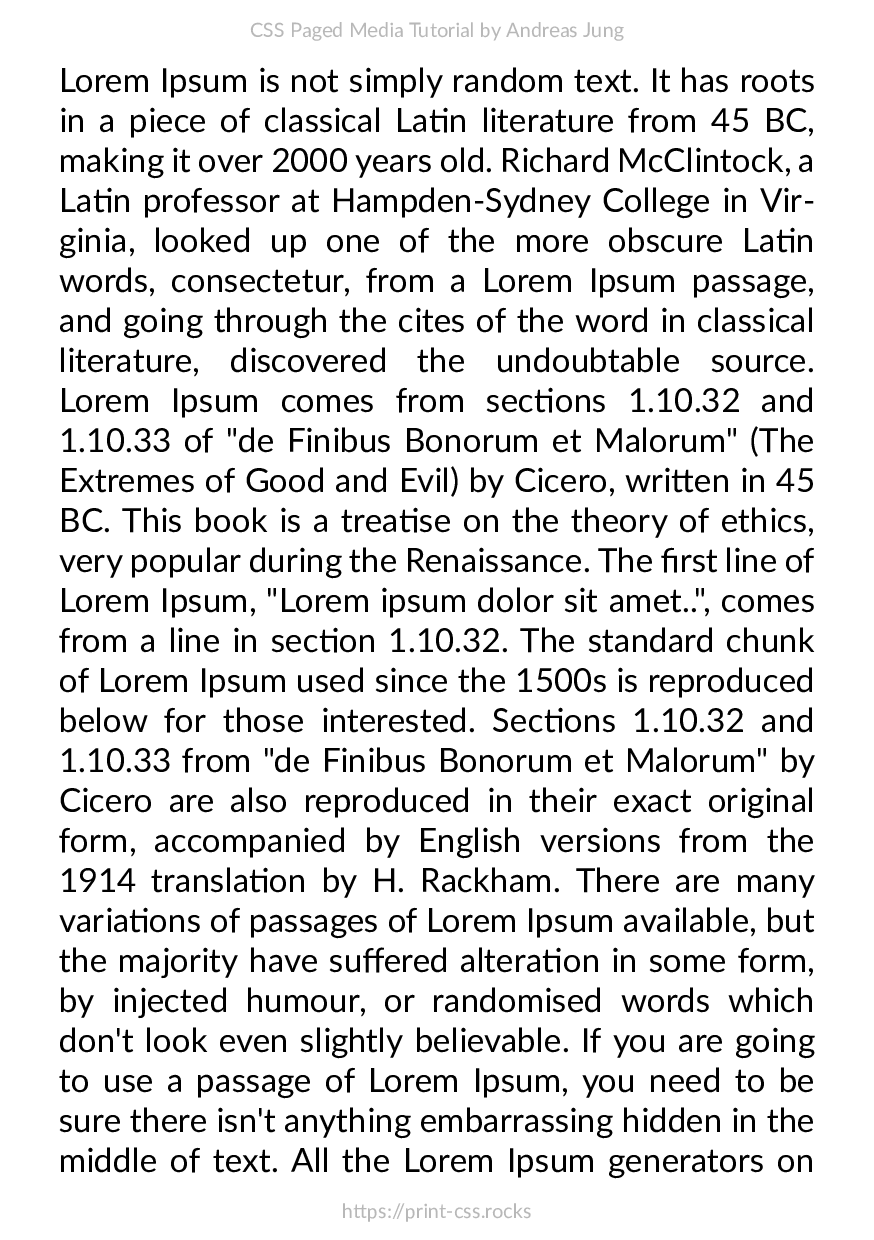 CSS Paged Media Tutorial by Andreas Jung
Lorem Ipsum is not simply random text. It has roots
in a piece of classical Latin literature from 45 BC,
making it over 2000 years old. Richard McClintock, a
Latin professor at Hampden-Sydney College in Vir-
ginia, looked up one of the more obscure Latin
words, consectetur, from a Lorem Ipsum passage,
and going through the cites of the word in classical
literature, discovered the undoubtable source.
Lorem Ipsum comes from sections 1.10.32 and
1.10.33 of "de Finibus Bonorum et Malorum" (The
Extremes of Good and Evil) by Cicero, written in 45
BC. This book is a treatise on the theory of ethics,
very popular during the Renaissance. The first line of
Lorem Ipsum, "Lorem ipsum dolor sit amet..", comes
from a line in section 1.10.32. The standard chunk
of Lorem Ipsum used since the 1500s is reproduced
below for those interested. Sections 1.10.32 and
1.10.33 from "de Finibus Bonorum et Malorum" by
Cicero are also reproduced in their exact original
form, accompanied by English versions from the
1914 translation by H. Rackham. There are many
variations of passages of Lorem Ipsum available, but
the majority have suffered alteration in some form,
by injected humour, or randomised words which
don't look even slightly believable. If you are going
to use a passage of Lorem Ipsum, you need to be
sure there isn't anything embarrassing hidden in the
middle of text. All the Lorem Ipsum generators on
https://print-css.rocks